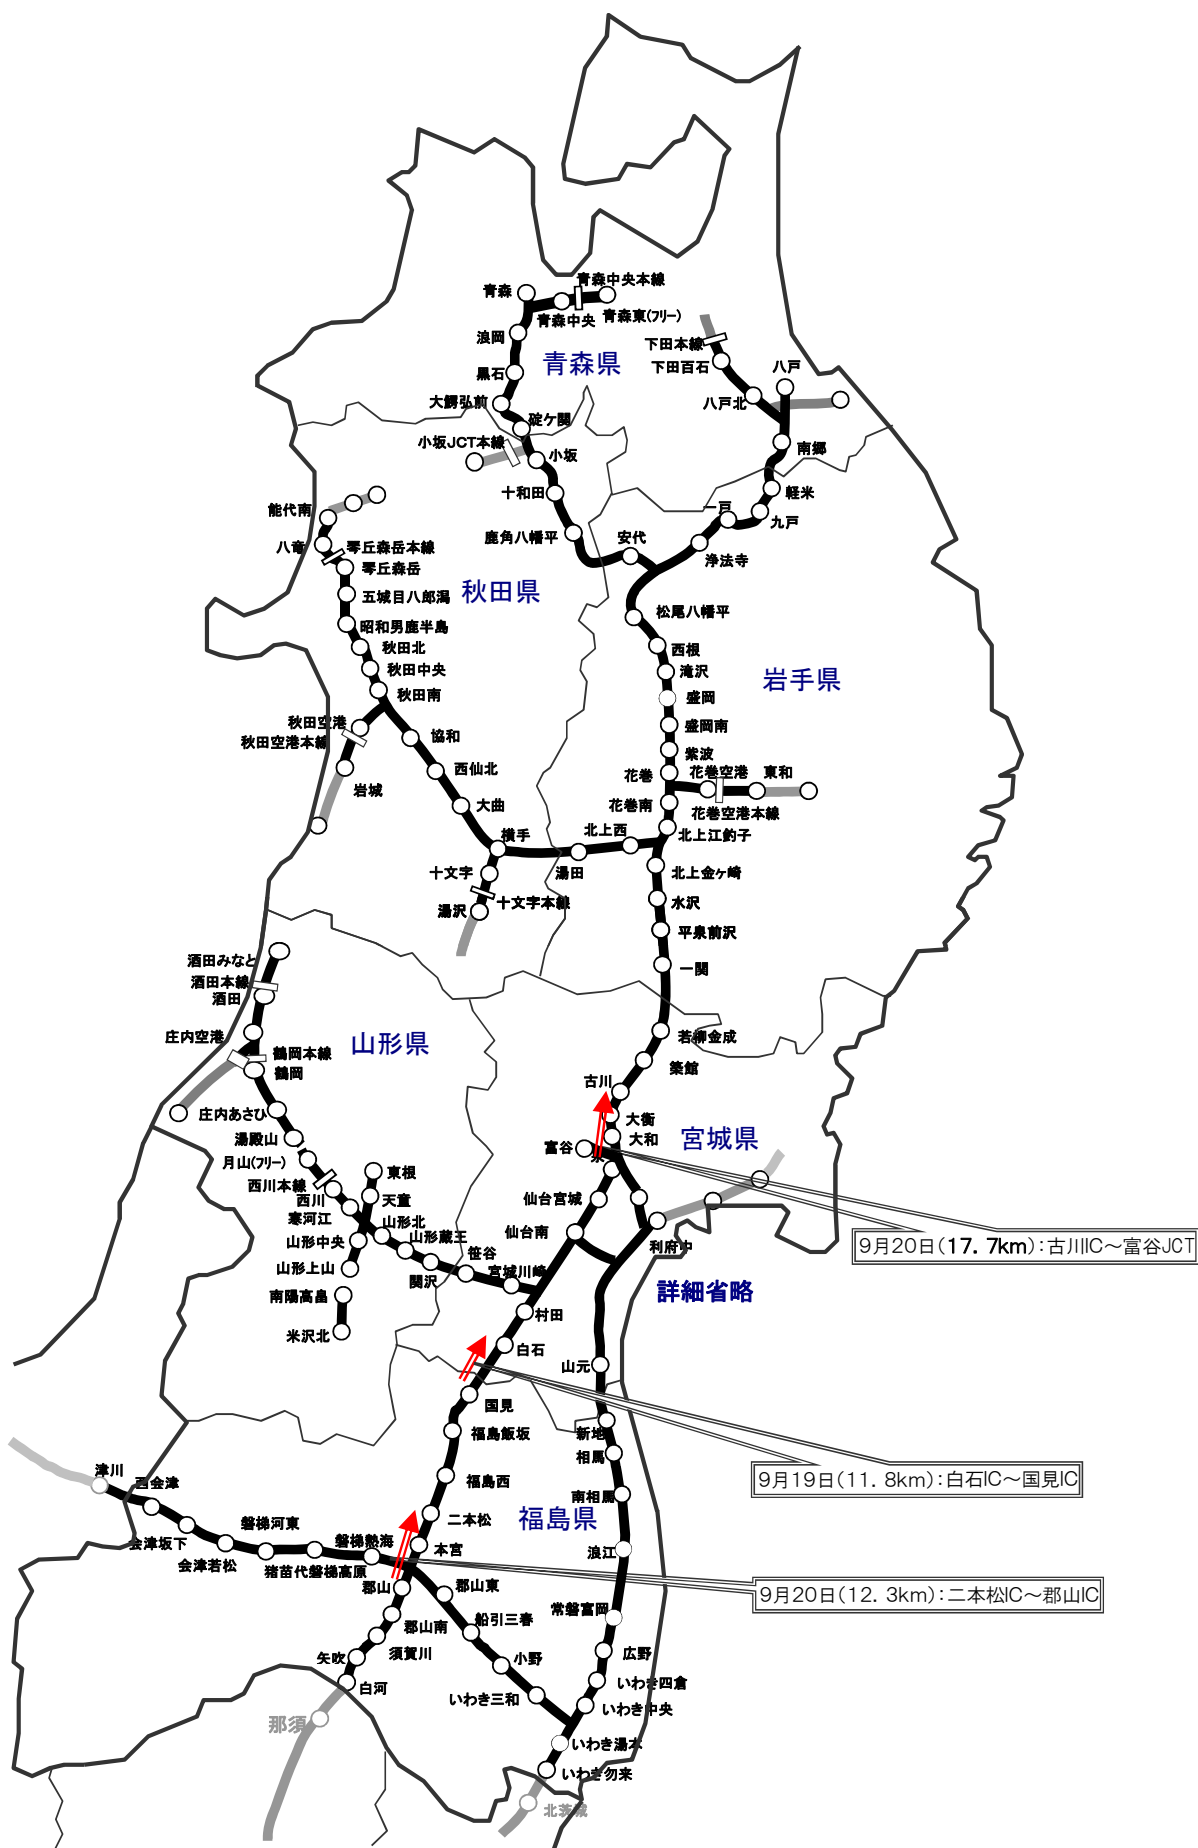 青森中央本線
青森
青森中央
青森東(フリー)
浪岡
下田本線
下田百石
八戸
青森県
黒石
大鰐弘前
八戸北
碇ケ関
小坂JCT本線
小坂
南郷
十和田
軽米
能代南
一戸
九戸
鹿角八幡平
安代
浄法寺
八竜
琴丘森岳本線
琴丘森岳
秋田県
五城目八郎潟
松尾八幡平
昭和男鹿半島
秋田北
西根
秋田中央
滝沢
岩手県
秋田南
盛岡
秋田空港
盛岡南
秋田空港本線
協和
紫波
西仙北
花巻
花巻空港
東和
岩城
大曲
花巻南
花巻空港本線
横手
北上西
北上江釣子
十文字
湯田
北上金ヶ崎
十文字本線
水沢
湯沢
平泉前沢
酒田みなと
一関
酒田本線
酒田
庄内空港
山形県
若柳金成
鶴岡本線
鶴岡
築館
古川
庄内あさひ
大衡
湯殿山
大和
宮城県
富谷
泉
月山(フリー)
西川本線
東根
西川
天童
仙台宮城
寒河江
山形北
仙台南
山形中央
山形蔵王
利府中
9月20日(17.7km):古川IC～富谷JCT
山形上山
関沢
笹谷
宮城川崎
南陽高畠
詳細省略
村田
米沢北
白石
山元
国見
福島飯坂
新地
相馬
津川
西会津
福島西
9月19日(11.8km):白石IC～国見IC
南相馬
二本松
福島県
磐梯河東
会津坂下
磐梯熱海
本宮
浪江
会津若松
猪苗代磐梯高原
郡山
郡山東
9月20日(12.3km):二本松IC～郡山IC
常磐富岡
郡山南
船引三春
須賀川
広野
矢吹
小野
白河
いわき四倉
いわき三和
いわき中央
那須
いわき湯本
いわき勿来
北茨城